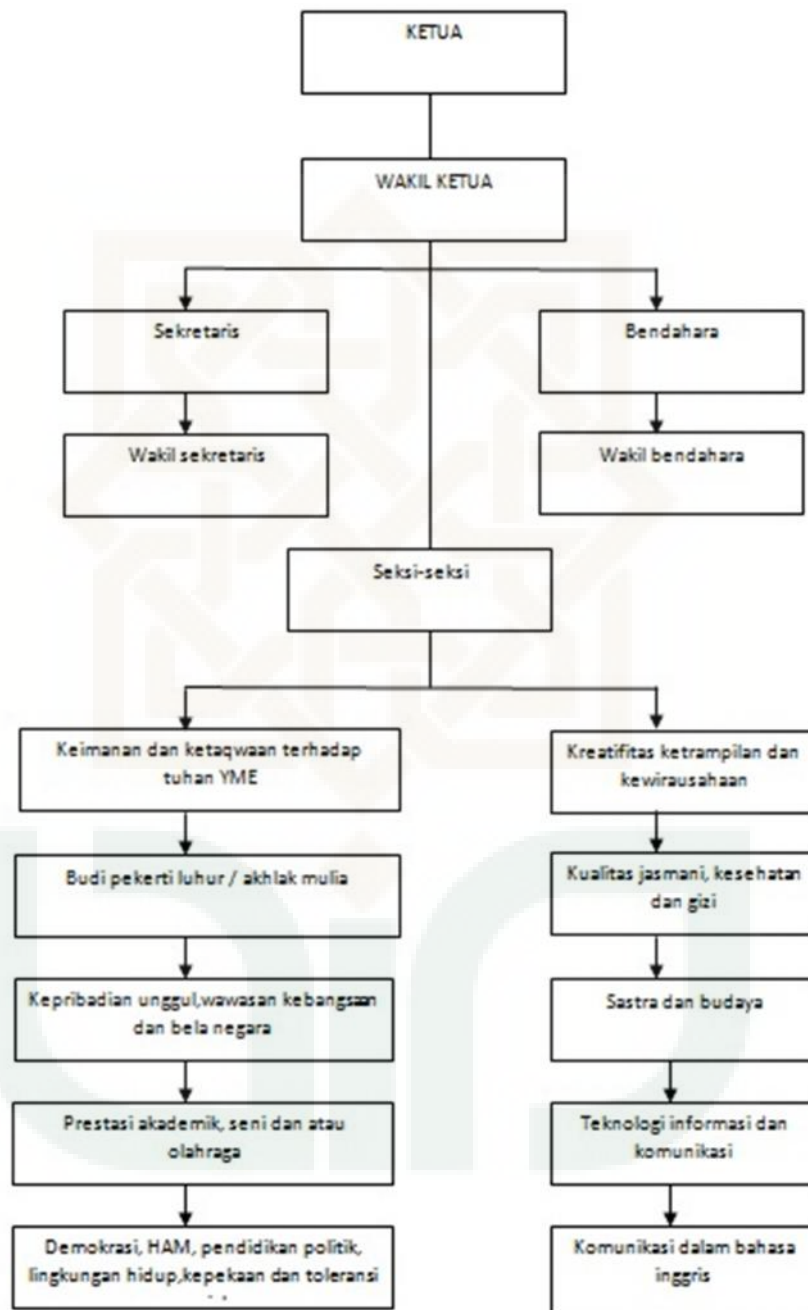 KETUA
WAKIL KETUA
Sekretaris
Bendahara
Wakil sekretaris
Wakil bendahara
Seksi-seksi
Keimanan dan ketaqwaan terhadap
tuhan YME
Kreatifitas ketrampilan dan
kewirausahaan
Budi pekerti luhur / akhlak mulia
Kualitas jasmani, kesehatan
dan gizi
Kepribadian unggul,wawasan kebangsaan
dan bela negara
Sastra dan budaya
Prestasi akademik, seni dan atau
olahraga
Teknologi informasi dan
komunikasi
Demokrasi, HAM, pendidikan politik,
lingkungan hidup,kepekaan dan toleransi
Komunikasi dalam bahasa
inggris